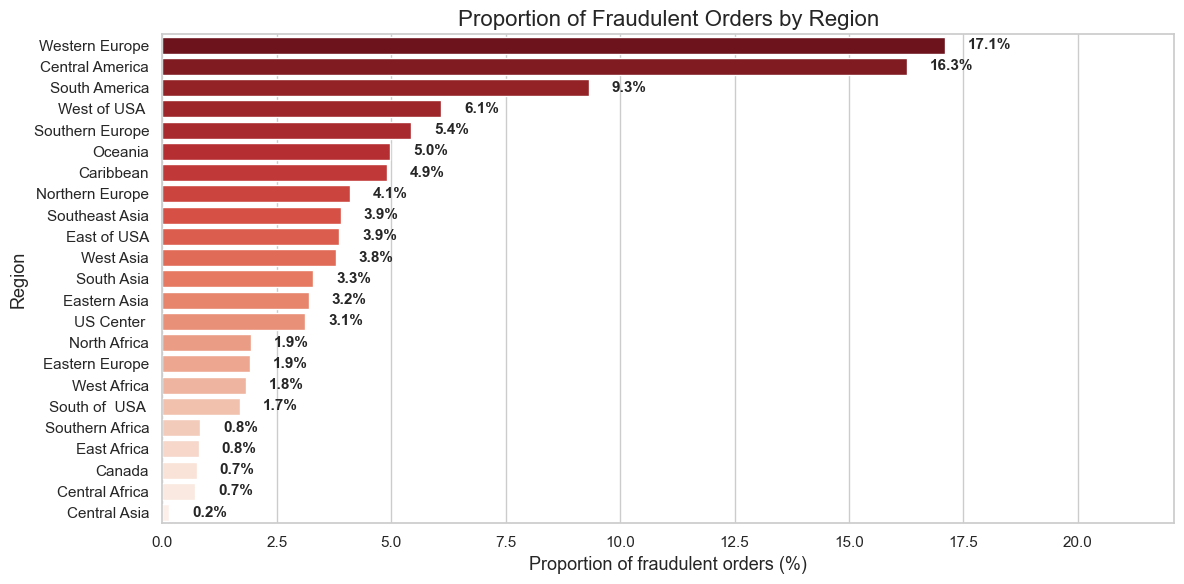 Proportion of Fraudulent Orders by Region
Region
Western Europe 17.1%
Central America 16.3%
South America 9.3%
West of USA 6.1%
Southern Europe 5.4%
Oceania 5.0%
Caribbean 4.9%
Northern Europe 4.1%
Southeast Asia 3.9%
East of USA 3.9%
West Asia 3.8%
South Asia 3.3%
Eastern Asia 3.2%
US Center 3.1%
North Africa 1.9%
Eastern Europe 1.9%
West Africa 1.8%
South of  USA 1.7%
Southern Africa 0.8%
East Africa 0.8%
Canada 0.7%
Central Africa 0.7%
Central Asia 0.2%
0.0 2.5 5.0 7.5 10.0 12.5 15.0 17.5 20.0
Proportion of fraudulent orders (%)